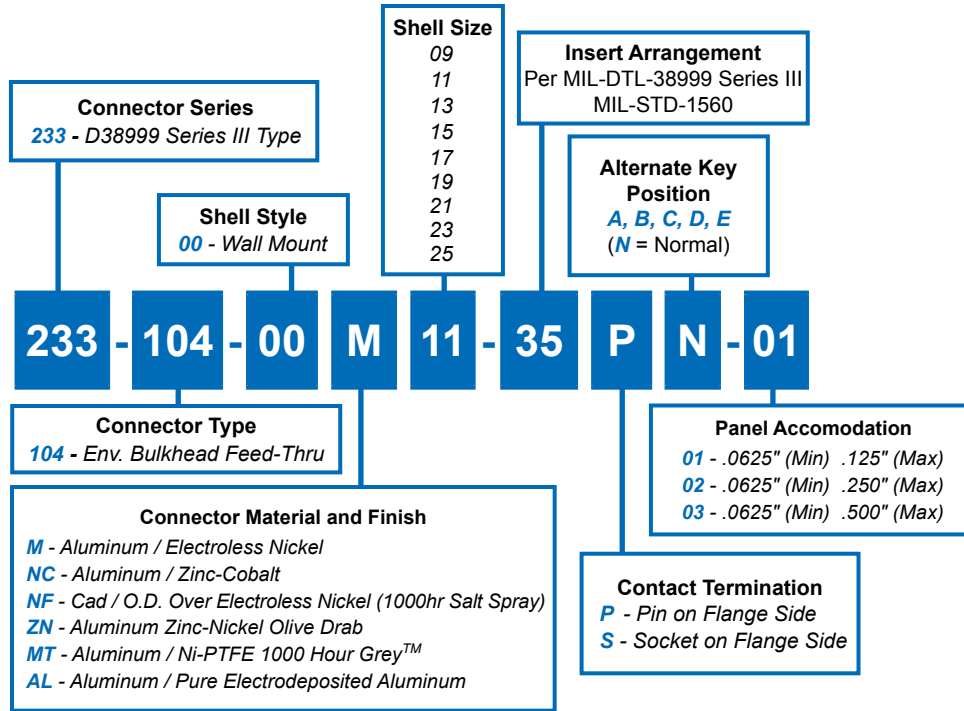 Shell Size
09
11
13
15
17
19
21
23
25
Insert Arrangement
Per MIL-DTL-38999 Series III
MIL-STD-1560
Connector Series
233 - D38999 Series III Type
Shell Style
00 - Wall Mount
Alternate Key
Position
A, B, C, D, E
(N = Normal)
233 - 104 - 00 M 11 - 35 P N - 01
Connector Type
104 - Env. Bulkhead Feed-Thru
Panel Accomodation
01 - .0625" (Min) .125" (Max)
02 - .0625" (Min) .250" (Max)
03 - .0625" (Min) .500" (Max)
Connector Material and Finish
M - Aluminum / Electroless Nickel
NC - Aluminum / Zinc-Cobalt
NF - Cad / O.D. Over Electroless Nickel (1000hr Salt Spray)
ZN - Aluminum Zinc-Nickel Olive Drab
MT - Aluminum / Ni-PTFE 1000 Hour Grey™
AL - Aluminum / Pure Electrodeposited Aluminum
Contact Termination
P - Pin on Flange Side
S - Socket on Flange Side